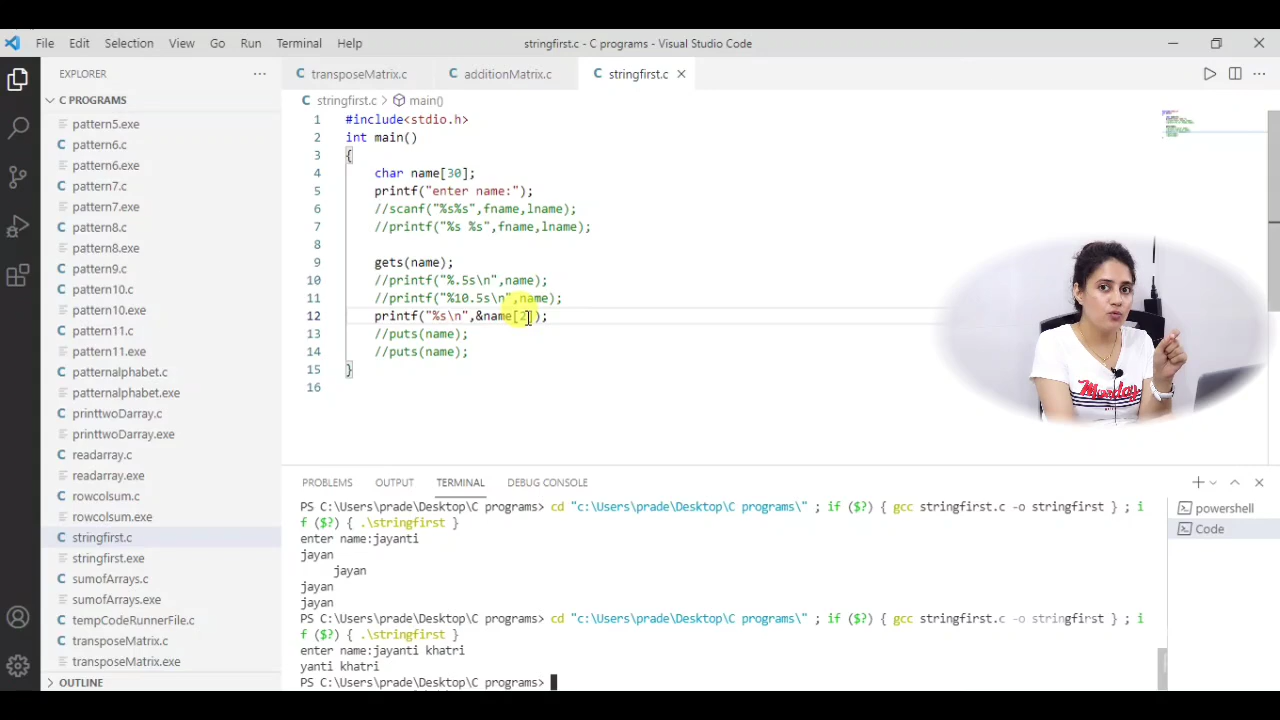 File Edit Selection View Go Run Terminal Help
stringfirst.c - C programs - Visual Studio Code
EXPLORER
C PROGRAMS
pattern5.exe
pattern6.c
pattern6.exe
pattern7.c
pattern7.exe
pattern8.c
pattern8.exe
pattern9.c
pattern10.c
pattern10.exe
pattern11.c
pattern11.exe
patternalphabet.c
patternalphabet.exe
printtwoDarray.c
printtwoDarray.exe
readarray.c
readarray.exe
rowcolsum.c
rowcolsum.exe
stringfirst.c
stringfirst.exe
sumofArrays.c
sumofArrays.exe
tempCodeRunnerFile.c
transposeMatrix.c
transposeMatrix.exe
OUTLINE
transposeMatrix.c additionMatrix.c stringfirst.c
stringfirst.c > main()
1 #include<stdio.h>
2 int main()
3 {
4 char name[30];
5 printf("enter name:");
6 //scanf("%s%s",fname,lname);
7 //printf("%s %s",fname,lname);
8
9 gets(name);
10 //printf("%.5s\n",name);
11 //printf("%10.5s\n",name);
12 printf("%s\n",&name[2]);
13 //puts(name);
14 //puts(name);
15 }
16
Monday
PROBLEMS OUTPUT TERMINAL DEBUG CONSOLE
PS C:\Users\prade\Desktop\C programs> cd "c:\Users\prade\Desktop\C programs\" ; if ($?) { gcc stringfirst.c -o stringfirst } ; i
f ($?) { .\stringfirst }
enter name:jayanti
jayan
     jayan
jayan
jayan
PS C:\Users\prade\Desktop\C programs> cd "c:\Users\prade\Desktop\C programs\" ; if ($?) { gcc stringfirst.c -o stringfirst } ; i
f ($?) { .\stringfirst }
enter name:jayanti khatri
yanti khatri
PS C:\Users\prade\Desktop\C programs>
powershell
Code